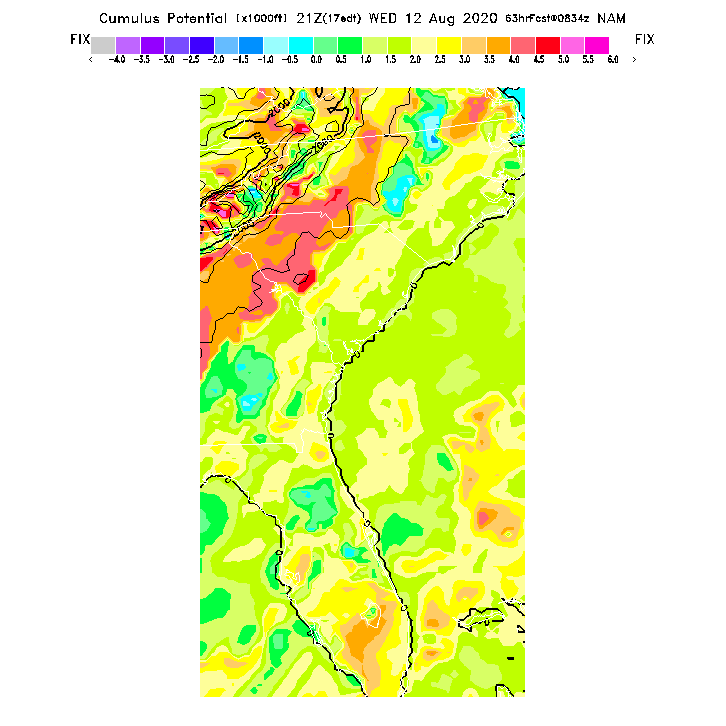 Cumulus Potential [x1000ft] 21Z(17edt) WED 12 Aug 2020 63hrFcst@0834z NAM
FIX FIX
< -4.0 -3.5 -3.0 -2.5 -2.0 -1.5 -1.0 -0.5 0.0 0.5 1.0 1.5 2.0 2.5 3.0 3.5 4.0 4.5 5.0 5.5 6.0 >
2000